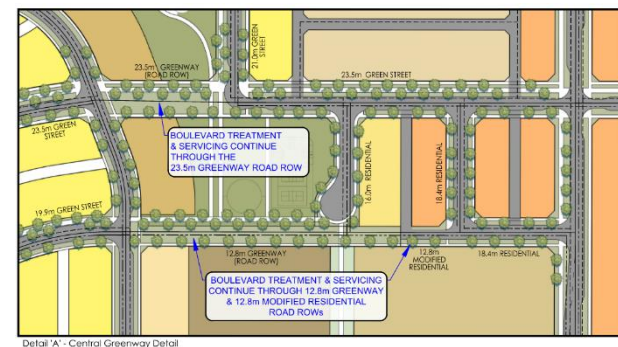 23.5m GREENWAY
(ROAD ROW)
21.0m GREEN
STREET
23.5m GREEN STREET
23.5m GREEN
STREET
BOULEVARD TREATMENT
& SERVICING CONTINUE
THROUGH THE
23.5m GREENWAY ROAD ROW
16.0m RESIDENTIAL
18.4m RESIDENTIAL
19.9m GREEN STREET
12.8m GREENWAY
(ROAD ROW)
12.8m
MODIFIED
RESIDENTIAL
18.4m RESIDENTIAL
BOULEVARD TREATMENT & SERVICING
CONTINUE THROUGH 12.8m GREENWAY
& 12.8m MODIFIED RESIDENTIAL
ROAD ROWs
Detail 'A' - Central Greenway Detail